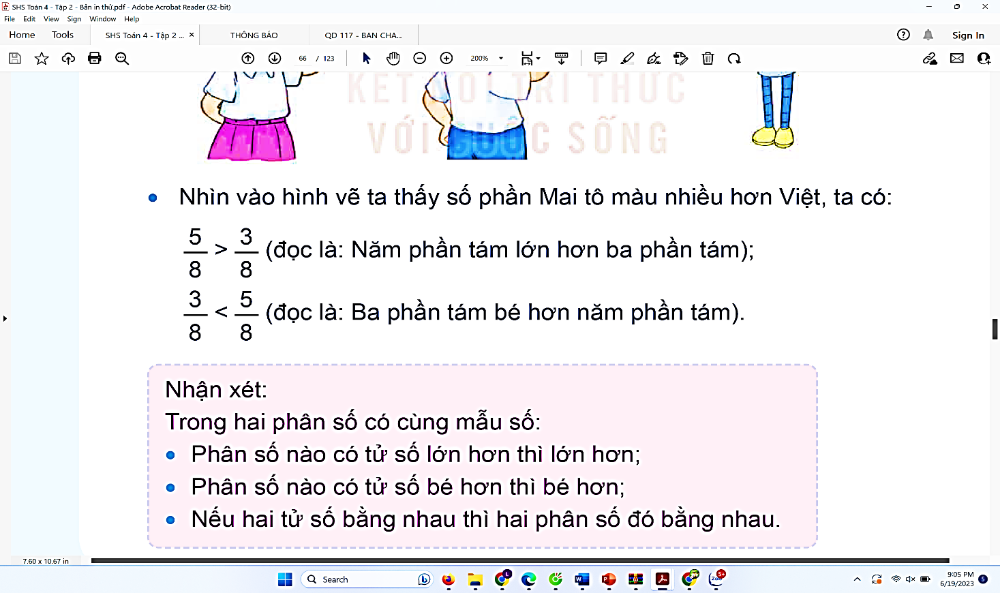 SHS Toán 4 - Tập 2 - Bản in thử.pdf - Adobe Acrobat Reader (32-bit)
File Edit View Sign Window Help
Home Tools SHS Toán 4 - Tập 2 ... × THÔNG BÁO QD 117 - BAN CHA... Sign In
66 / 123 200%
KẾT NỐI TRI THỨC
VỚI CUỘC SỐNG
• Nhìn vào hình vẽ ta thấy số phần Mai tô màu nhiều hơn Việt, ta có:
5/8 > 3/8 (đọc là: Năm phần tám lớn hơn ba phần tám);
3/8 < 5/8 (đọc là: Ba phần tám bé hơn năm phần tám).
Nhận xét:
Trong hai phân số có cùng mẫu số:
• Phân số nào có tử số lớn hơn thì lớn hơn;
• Phân số nào có tử số bé hơn thì bé hơn;
• Nếu hai tử số bằng nhau thì hai phân số đó bằng nhau.
7.60 x 10.67 in
Search
9:05 PM
6/19/2023 5